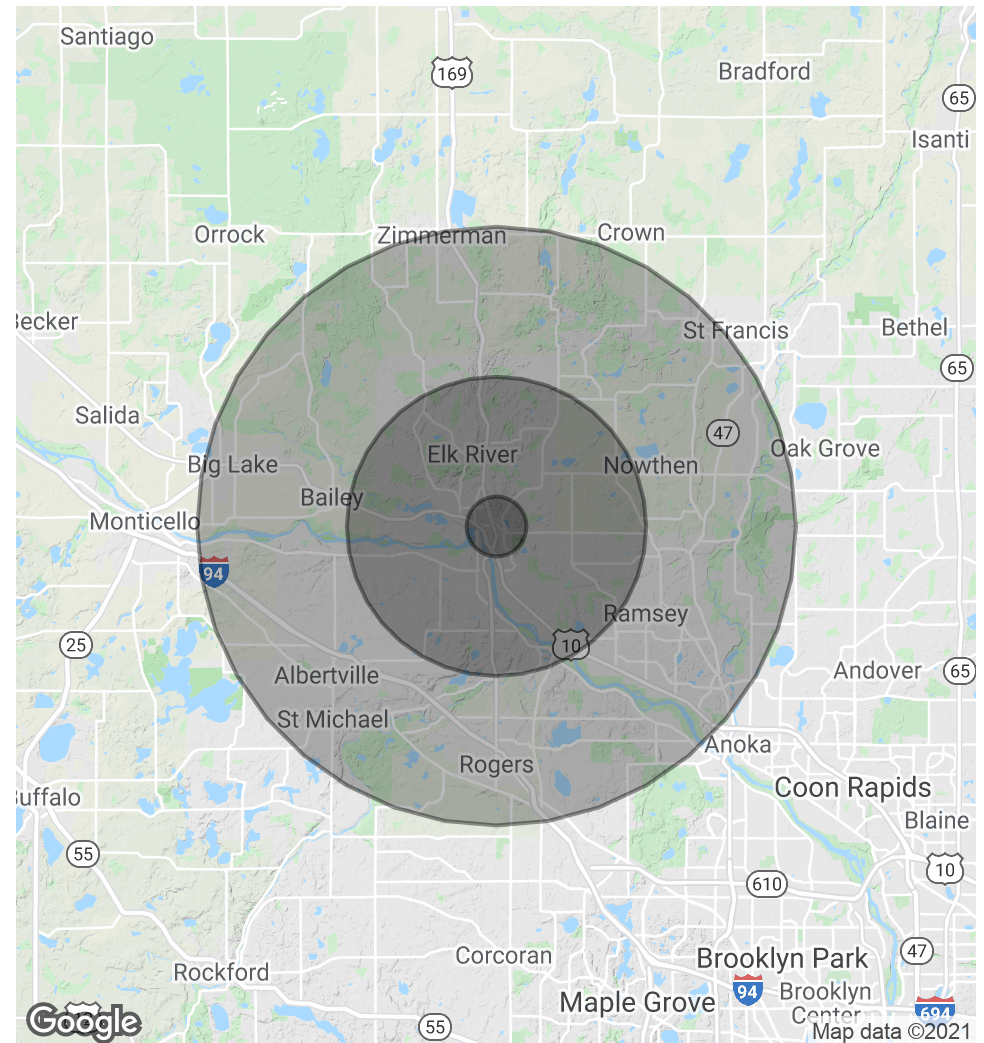 Santiago
169
Bradford
65
Isanti
Orrock
Zimmerman
Crown
Becker
St Francis
Bethel
65
Salida
47
Big Lake
Elk River
Nowthen
Oak Grove
Bailey
Monticello
94
Ramsey
25
10
Albertville
Andover
65
St Michael
Anoka
Rogers
Coon Rapids
Buffalo
Blaine
55
10
610
47
Corcoran
Brooklyn Park
Rockford
94
Brooklyn
Center
Maple Grove
694
Google
55
Map data ©2021